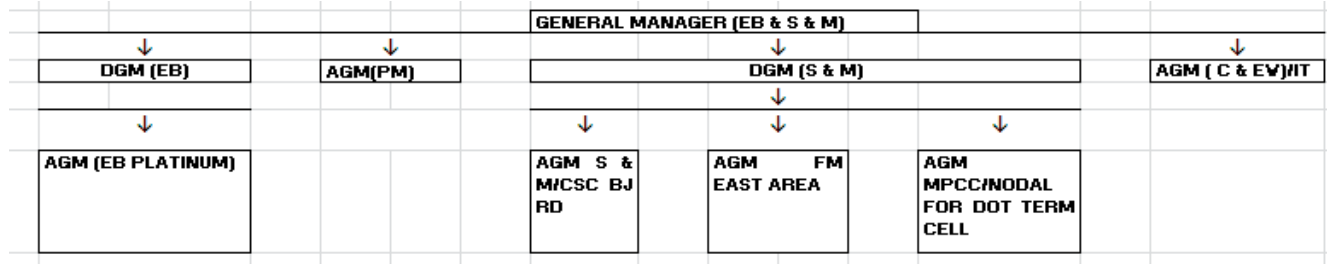 GENERAL MANAGER (EB & S & M)
DGM (EB)
AGM(PM)
DGM (S & M)
AGM ( C & EW)/IT
AGM (EB PLATINUM)
AGM S &
M/CSC BJ
RD
AGM FM
EAST AREA
AGM
MPCC/NODAL
FOR DOT TERM
CELL